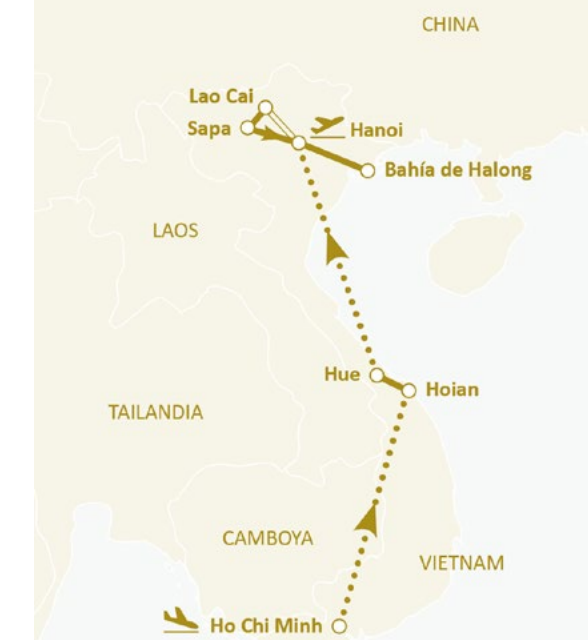 CHINA
Lao Cai
Sapa
Hanoi
Bahía de Halong
LAOS
Hue
Hoian
TAILANDIA
CAMBOYA
VIETNAM
Ho Chi Minh